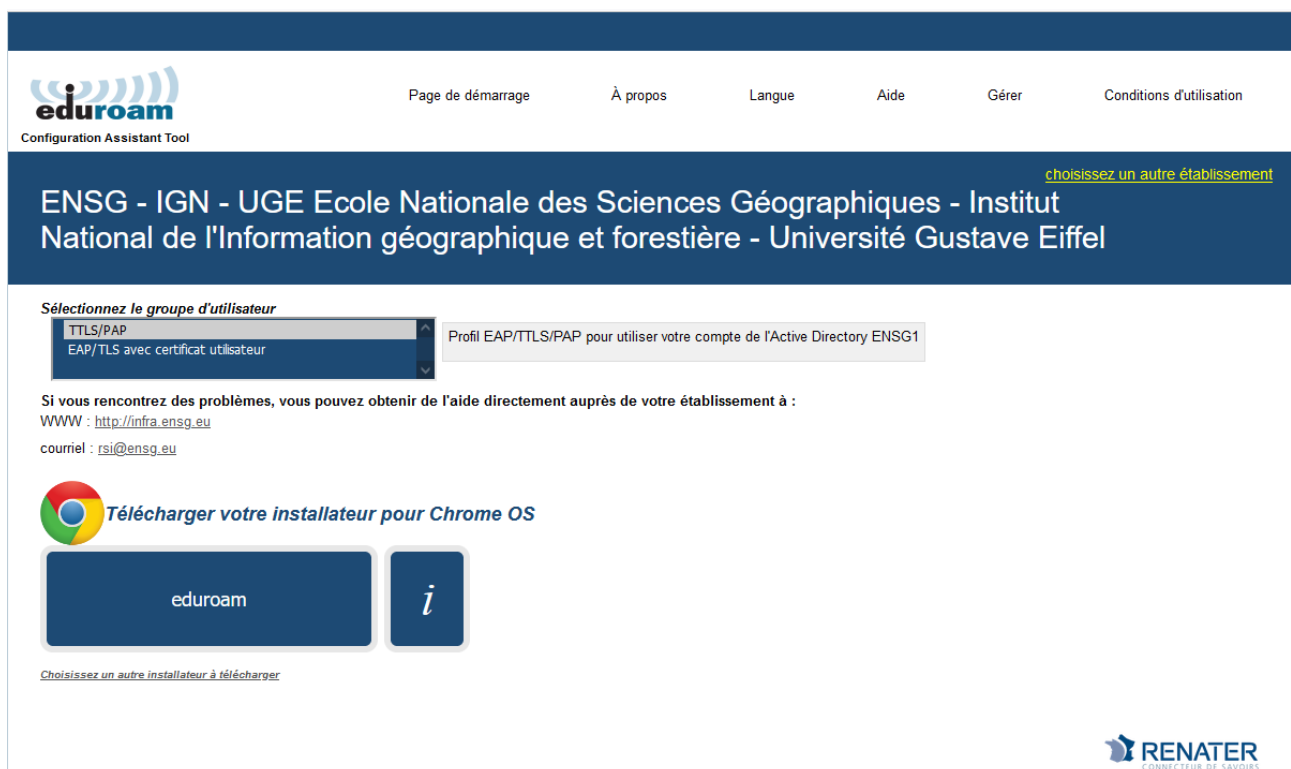 eduroam
Configuration Assistant Tool
Page de démarrage
À propos
Langue
Aide
Gérer
Conditions d'utilisation
choisissez un autre établissement
ENSG - IGN - UGE Ecole Nationale des Sciences Géographiques - Institut
National de l'Information géographique et forestière - Université Gustave Eiffel
Sélectionnez le groupe d'utilisateur
TTLS/PAP
EAP/TLS avec certificat utilisateur
Profil EAP/TTLS/PAP pour utiliser votre compte de l'Active Directory ENSG1
Si vous rencontrez des problèmes, vous pouvez obtenir de l'aide directement auprès de votre établissement à :
WWW : http://infra.ensg.eu
courriel : rsi@ensg.eu
Télécharger votre installateur pour Chrome OS
eduroam
i
Choisissez un autre installateur à télécharger
RENATER
CONNECTEUR DE SAVOIRS